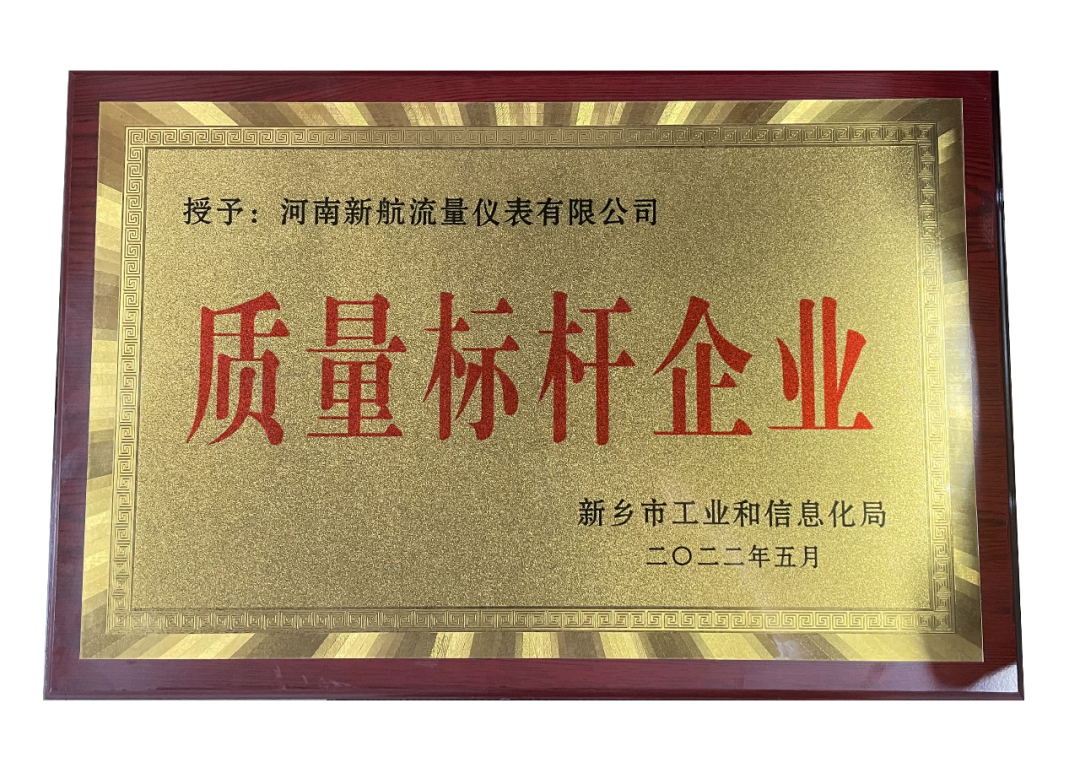 授予：河南新航流量仪表有限公司
质量标杆企业
新乡市工业和信息化局
二〇二二年五月